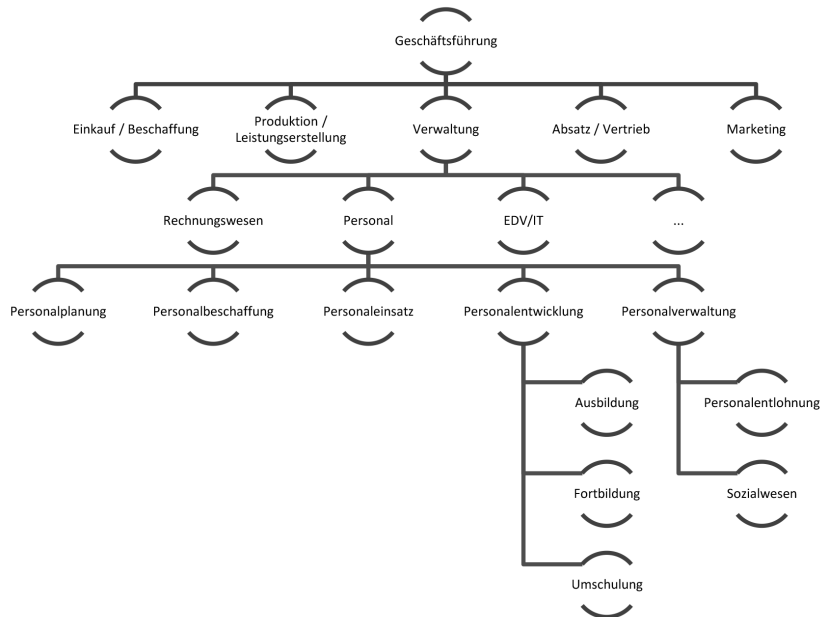 Geschäftsführung
Einkauf / Beschaffung
Produktion /
Leistungserstellung
Verwaltung
Absatz / Vertrieb
Marketing
Rechnungswesen
Personal
EDV/IT
...
Personalplanung
Personalbeschaffung
Personaleinsatz
Personalentwicklung
Personalverwaltung
Ausbildung
Personalentlohnung
Fortbildung
Sozialwesen
Umschulung